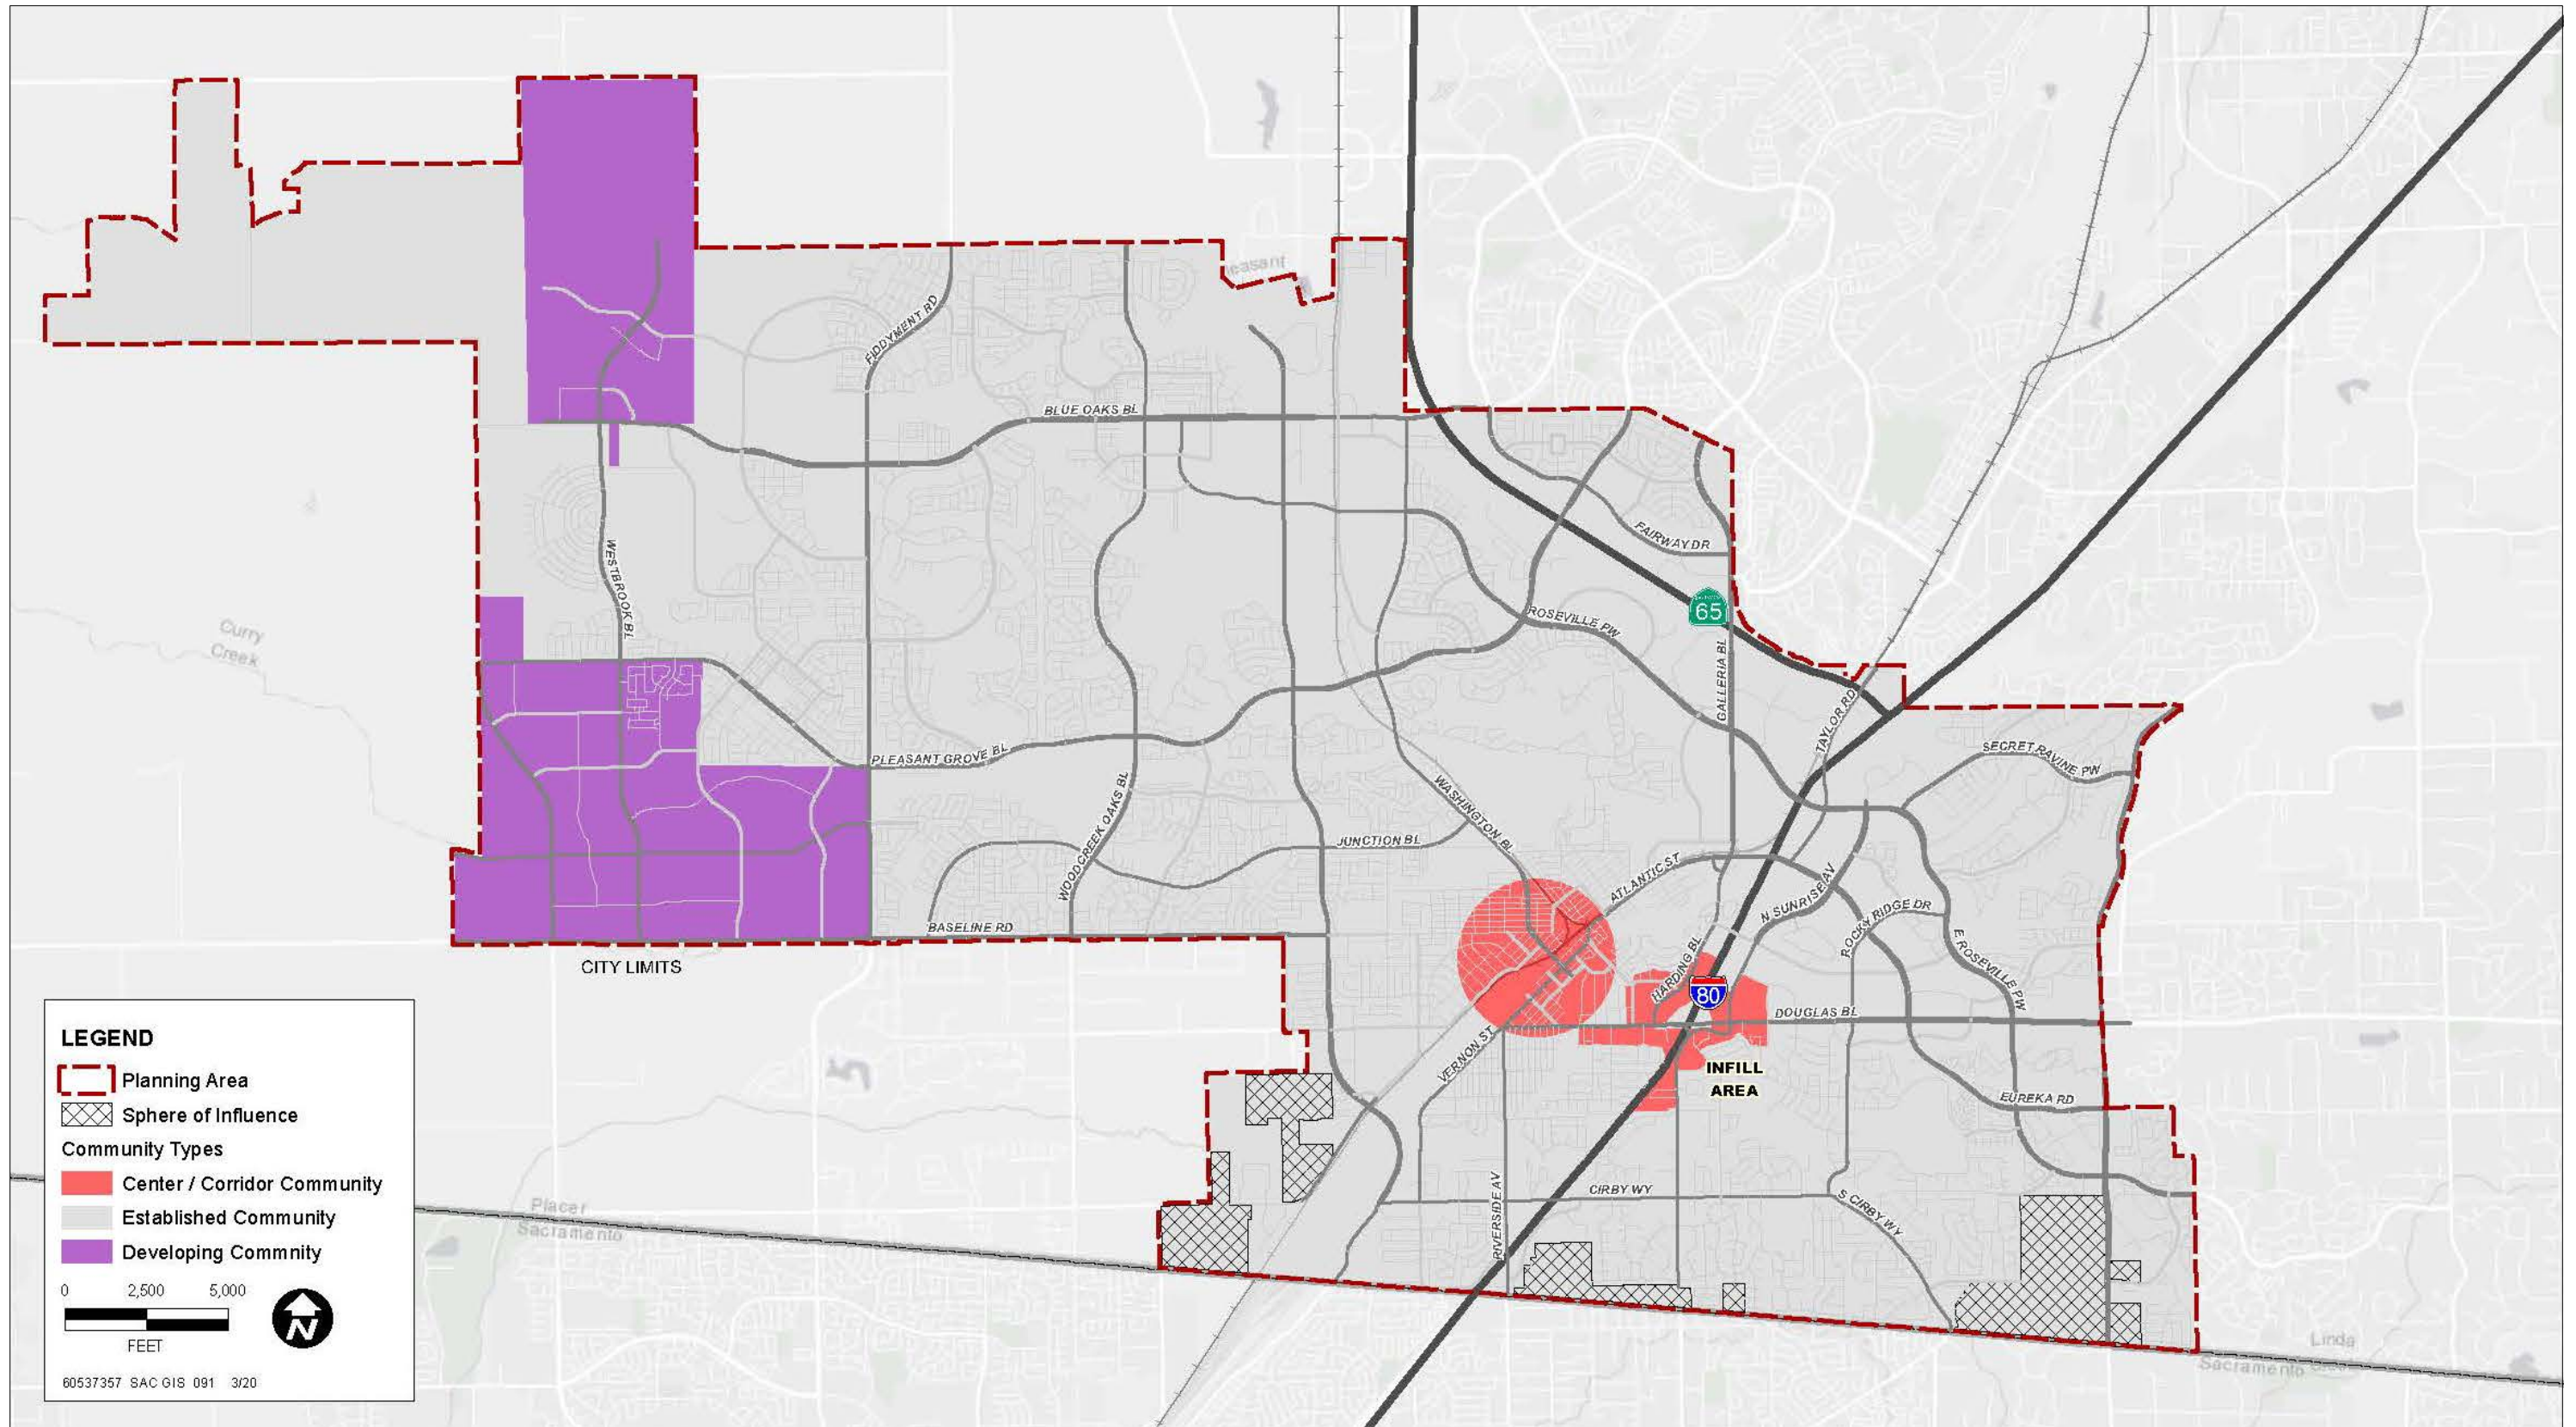 easant
FIDDYMENT RD
BLUE OAKS BL
FAIRWAY DR
WESTBROOK BL
65
ROSEVILLE PW
Curry
Creek
GALLERIA BL
TAYLOR RD
SECRET RAVINE PW
PLEASANT GROVE BL
WASHINGTON BL
WOODCREEK OAKS BL
JUNCTION BL
ATLANTIC ST
N SUNRISE AV
ROCKY RIDGE DR
BASELINE RD
E ROSEVILLE PW
CITY LIMITS
HARDING BL
80
DOUGLAS BL
VERNON ST
INFILL
AREA
EUREKA RD
RIVERSIDE AV
CIRBY WY
S CIRBY WY
Placer
Sacramento
Linda
Sacramento
LEGEND
Planning Area
Sphere of Influence
Community Types
Center / Corridor Community
Established Community
Developing Commnity
0 2,500 5,000
FEET
N
60537357 SAC GIS 091 3/20